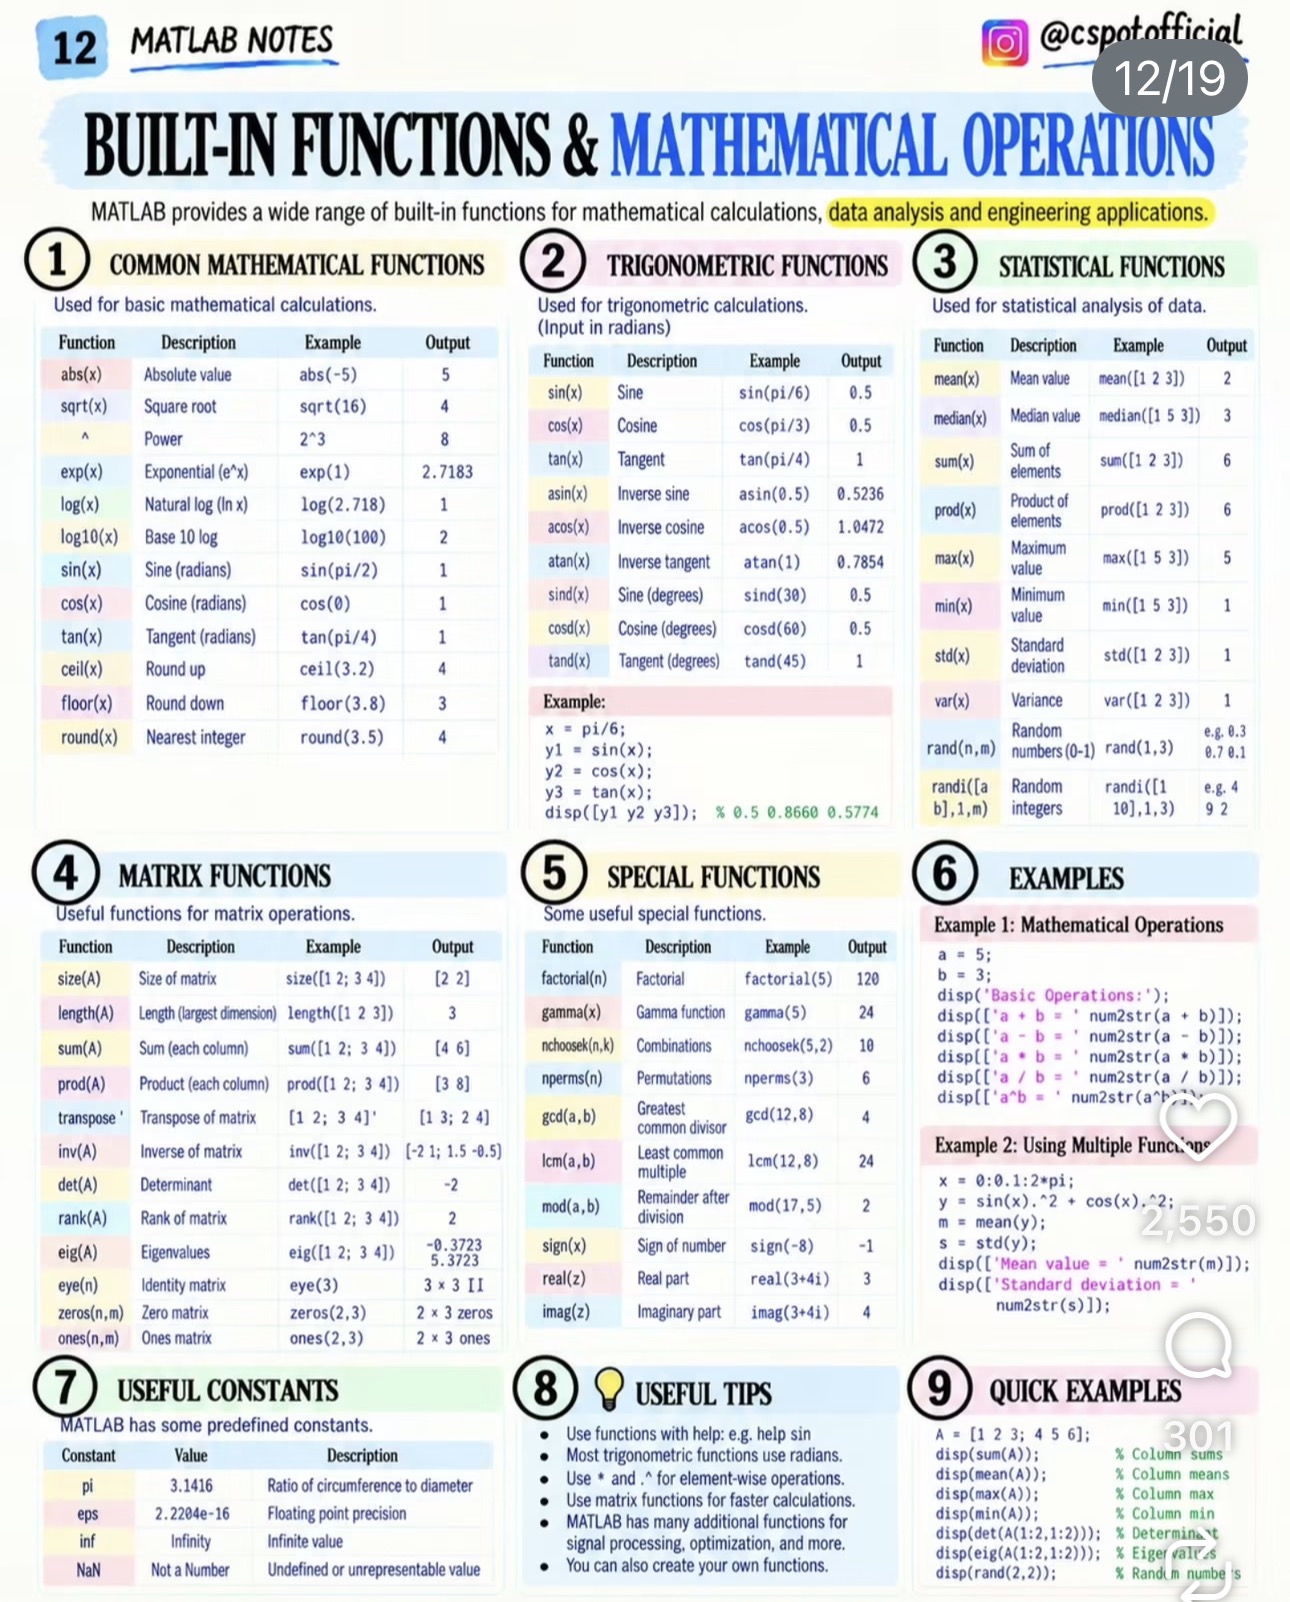 12 MATLAB NOTES
@cspotofficial
12/19
BUILT-IN FUNCTIONS & MATHEMATICAL OPERATIONS
MATLAB provides a wide range of built-in functions for mathematical calculations, data analysis and engineering applications.
1 COMMON MATHEMATICAL FUNCTIONS
Used for basic mathematical calculations.
Function Description Example Output
abs(x) Absolute value abs(-5) 5
sqrt(x) Square root sqrt(16) 4
^ Power 2^3 8
exp(x) Exponential (e^x) exp(1) 2.7183
log(x) Natural log (ln x) log(2.718) 1
log10(x) Base 10 log log10(100) 2
sin(x) Sine (radians) sin(pi/2) 1
cos(x) Cosine (radians) cos(0) 1
tan(x) Tangent (radians) tan(pi/4) 1
ceil(x) Round up ceil(3.2) 4
floor(x) Round down floor(3.8) 3
round(x) Nearest integer round(3.5) 4
2 TRIGONOMETRIC FUNCTIONS
Used for trigonometric calculations.
(Input in radians)
Function Description Example Output
sin(x) Sine sin(pi/6) 0.5
cos(x) Cosine cos(pi/3) 0.5
tan(x) Tangent tan(pi/4) 1
asin(x) Inverse sine asin(0.5) 0.5236
acos(x) Inverse cosine acos(0.5) 1.0472
atan(x) Inverse tangent atan(1) 0.7854
sind(x) Sine (degrees) sind(30) 0.5
cosd(x) Cosine (degrees) cosd(60) 0.5
tand(x) Tangent (degrees) tand(45) 1
Example:
x = pi/6;
y1 = sin(x);
y2 = cos(x);
y3 = tan(x);
disp([y1 y2 y3]); % 0.5 0.8660 0.5774
3 STATISTICAL FUNCTIONS
Used for statistical analysis of data.
Function Description Example Output
mean(x) Mean value mean([1 2 3]) 2
median(x) Median value median([1 5 3]) 3
sum(x) Sum of elements sum([1 2 3]) 6
prod(x) Product of elements prod([1 2 3]) 6
max(x) Maximum value max([1 5 3]) 5
min(x) Minimum value min([1 5 3]) 1
std(x) Standard deviation std([1 2 3]) 1
var(x) Variance var([1 2 3]) 1
rand(n,m) Random numbers (0-1) rand(1,3) e.g. 0.3 0.7 0.1
randi([a b],1,m) Random integers randi([1 10],1,3) e.g. 4 9 2
4 MATRIX FUNCTIONS
Useful functions for matrix operations.
Function Description Example Output
size(A) Size of matrix size([1 2; 3 4]) [2 2]
length(A) Length (largest dimension) length([1 2 3]) 3
sum(A) Sum (each column) sum([1 2; 3 4]) [4 6]
prod(A) Product (each column) prod([1 2; 3 4]) [3 8]
transpose ' Transpose of matrix [1 2; 3 4]' [1 3; 2 4]
inv(A) Inverse of matrix inv([1 2; 3 4]) [-2 1; 1.5 -0.5]
det(A) Determinant det([1 2; 3 4]) -2
rank(A) Rank of matrix rank([1 2; 3 4]) 2
eig(A) Eigenvalues eig([1 2; 3 4]) -0.3723 5.3723
eye(n) Identity matrix eye(3) 3 × 3 II
zeros(n,m) Zero matrix zeros(2,3) 2 × 3 zeros
ones(n,m) Ones matrix ones(2,3) 2 × 3 ones
5 SPECIAL FUNCTIONS
Some useful special functions.
Function Description Example Output
factorial(n) Factorial factorial(5) 120
gamma(x) Gamma function gamma(5) 24
nchoosek(n,k) Combinations nchoosek(5,2) 10
nperms(n) Permutations nperms(3) 6
gcd(a,b) Greatest common divisor gcd(12,8) 4
lcm(a,b) Least common multiple lcm(12,8) 24
mod(a,b) Remainder after division mod(17,5) 2
sign(x) Sign of number sign(-8) -1
real(z) Real part real(3+4i) 3
imag(z) Imaginary part imag(3+4i) 4
6 EXAMPLES
Example 1: Mathematical Operations
a = 5;
b = 3;
disp('Basic Operations:');
disp(['a + b = ' num2str(a + b)]);
disp(['a - b = ' num2str(a - b)]);
disp(['a * b = ' num2str(a * b)]);
disp(['a / b = ' num2str(a / b)]);
disp(['a^b = ' num2str(a^b)]);
Example 2: Using Multiple Functions
x = 0:0.1:2*pi;
y = sin(x).^2 + cos(x).^2;
m = mean(y);
s = std(y);
disp(['Mean value = ' num2str(m)]);
disp(['Standard deviation = '
num2str(s)]);
2,550
301
7 USEFUL CONSTANTS
MATLAB has some predefined constants.
Constant Value Description
pi 3.1416 Ratio of circumference to diameter
eps 2.2204e-16 Floating point precision
inf Infinity Infinite value
NaN Not a Number Undefined or unrepresentable value
8 USEFUL TIPS
• Use functions with help: e.g. help sin
• Most trigonometric functions use radians.
• Use * and .^ for element-wise operations.
• Use matrix functions for faster calculations.
• MATLAB has many additional functions for
signal processing, optimization, and more.
• You can also create your own functions.
9 QUICK EXAMPLES
A = [1 2 3; 4 5 6];
disp(sum(A)); % Column sums
disp(mean(A)); % Column means
disp(max(A)); % Column max
disp(min(A)); % Column min
disp(det(A(1:2,1:2))); % Determinant
disp(eig(A(1:2,1:2))); % Eigenvalues
disp(rand(2,2)); % Random numbers